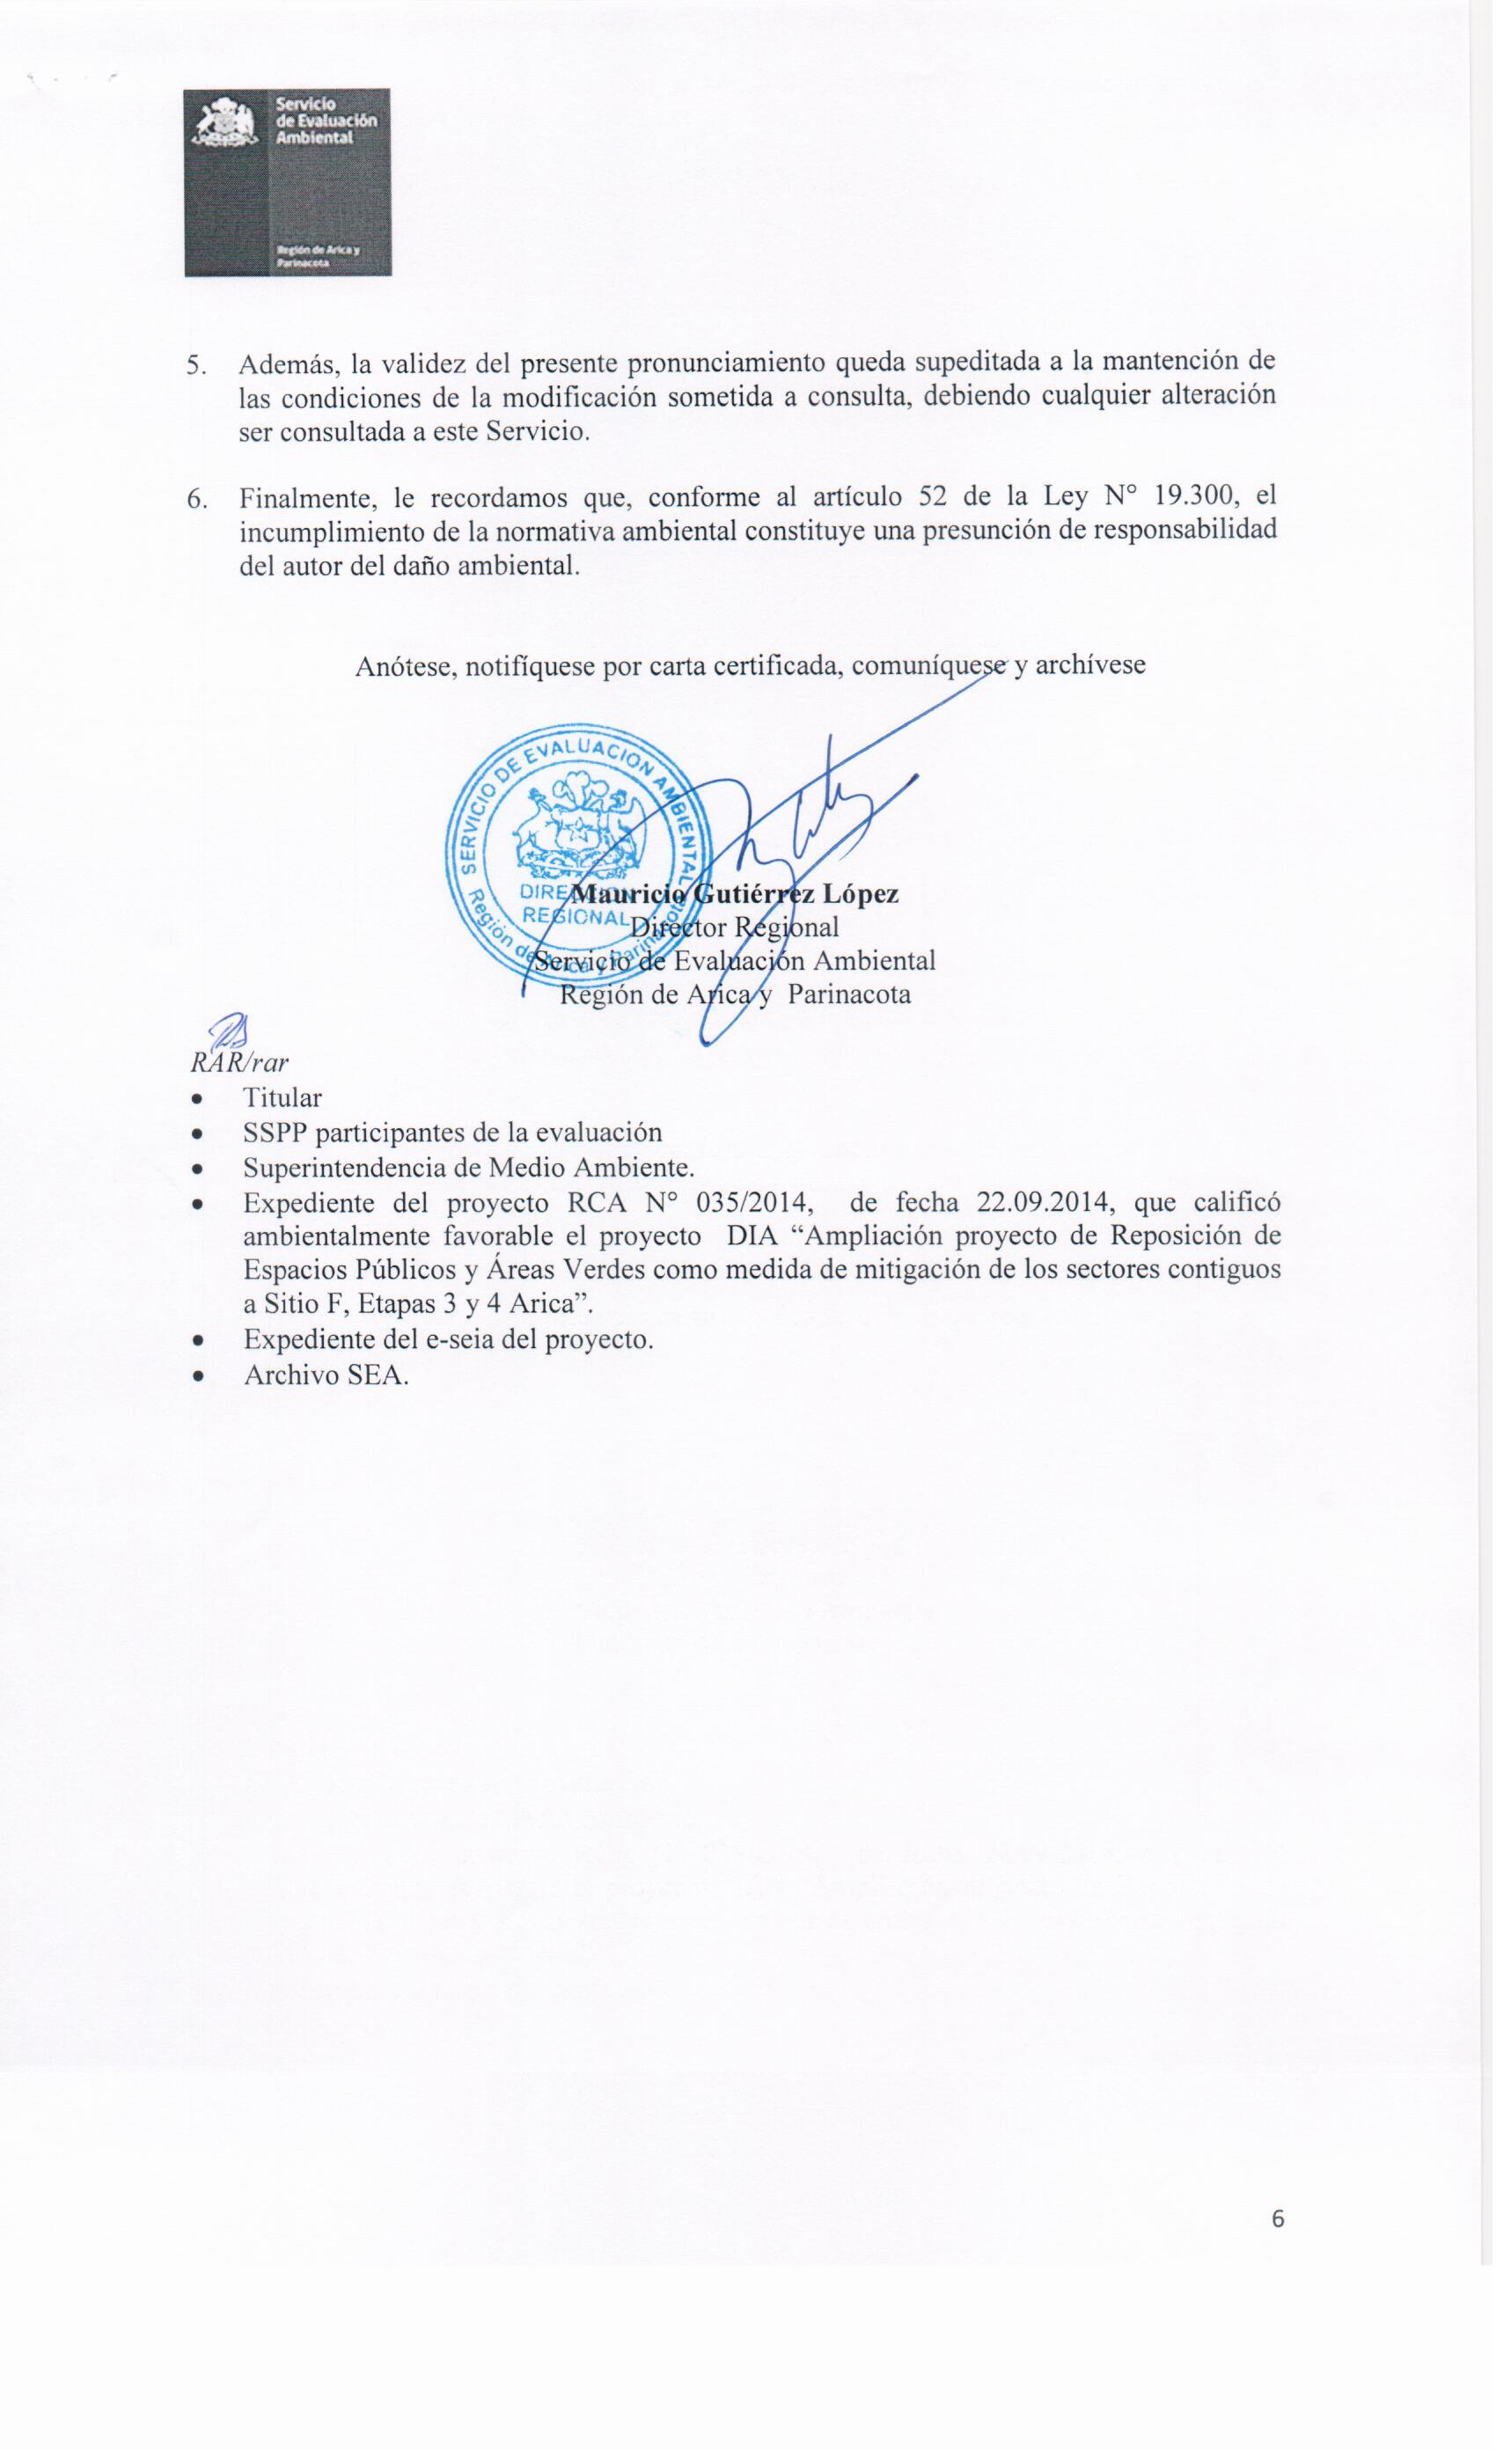 Servicio
de Evaluación
Ambiental
Región de Arica y
Parinacota
5. Además, la validez del presente pronunciamiento queda supeditada a la mantención de
las condiciones de la modificación sometida a consulta, debiendo cualquier alteración
ser consultada a este Servicio.
6. Finalmente, le recordamos que, conforme al artículo 52 de la Ley N° 19.300, el
incumplimiento de la normativa ambiental constituye una presunción de responsabilidad
del autor del daño ambiental.
Anótese, notifíquese por carta certificada, comuníquese y archívese
SERVICIO DE EVALUACION AMBIENTAL
DIRECCION
REGIONAL
Región de Arica y Parinacota
Mauricio Gutiérrez López
Director Regional
Servicio de Evaluación Ambiental
Región de Arica y Parinacota
RAR/rar
• Titular
• SSPP participantes de la evaluación
• Superintendencia de Medio Ambiente.
• Expediente del proyecto RCA N° 035/2014, de fecha 22.09.2014, que calificó
ambientalmente favorable el proyecto DIA “Ampliación proyecto de Reposición de
Espacios Públicos y Áreas Verdes como medida de mitigación de los sectores contiguos
a Sitio F, Etapas 3 y 4 Arica”.
• Expediente del e-seia del proyecto.
• Archivo SEA.
6